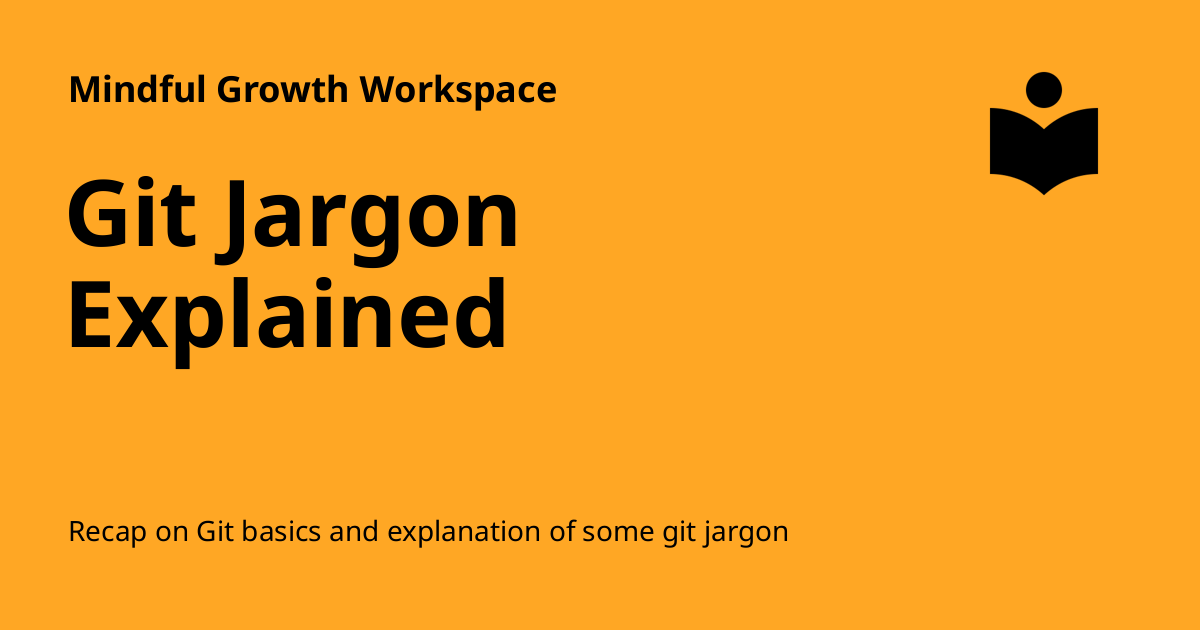 Mindful Growth Workspace
Git Jargon
Explained
Recap on Git basics and explanation of some git jargon